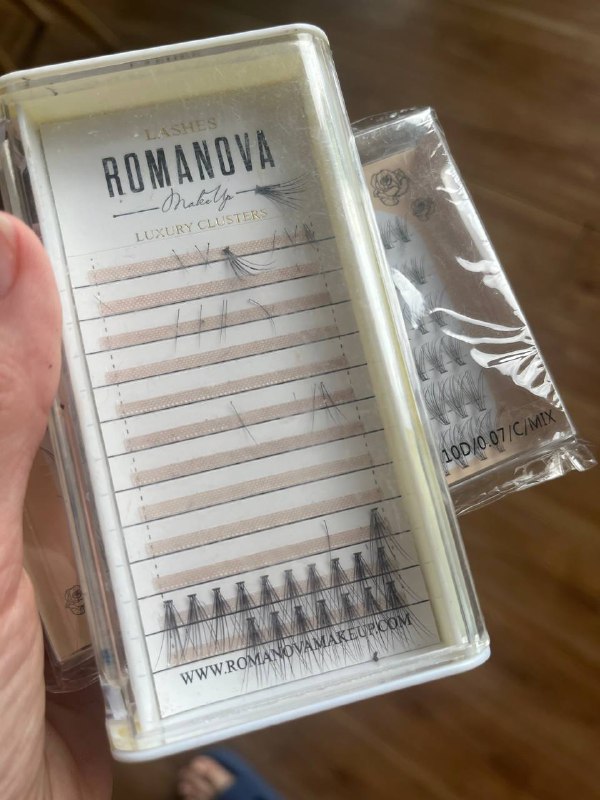 LASHES
ROMANOVA
MakeUp
LUXURY CLUSTERS
WWW.ROMANOVAMAKEUP.COM
10D/0.07/C/MIX